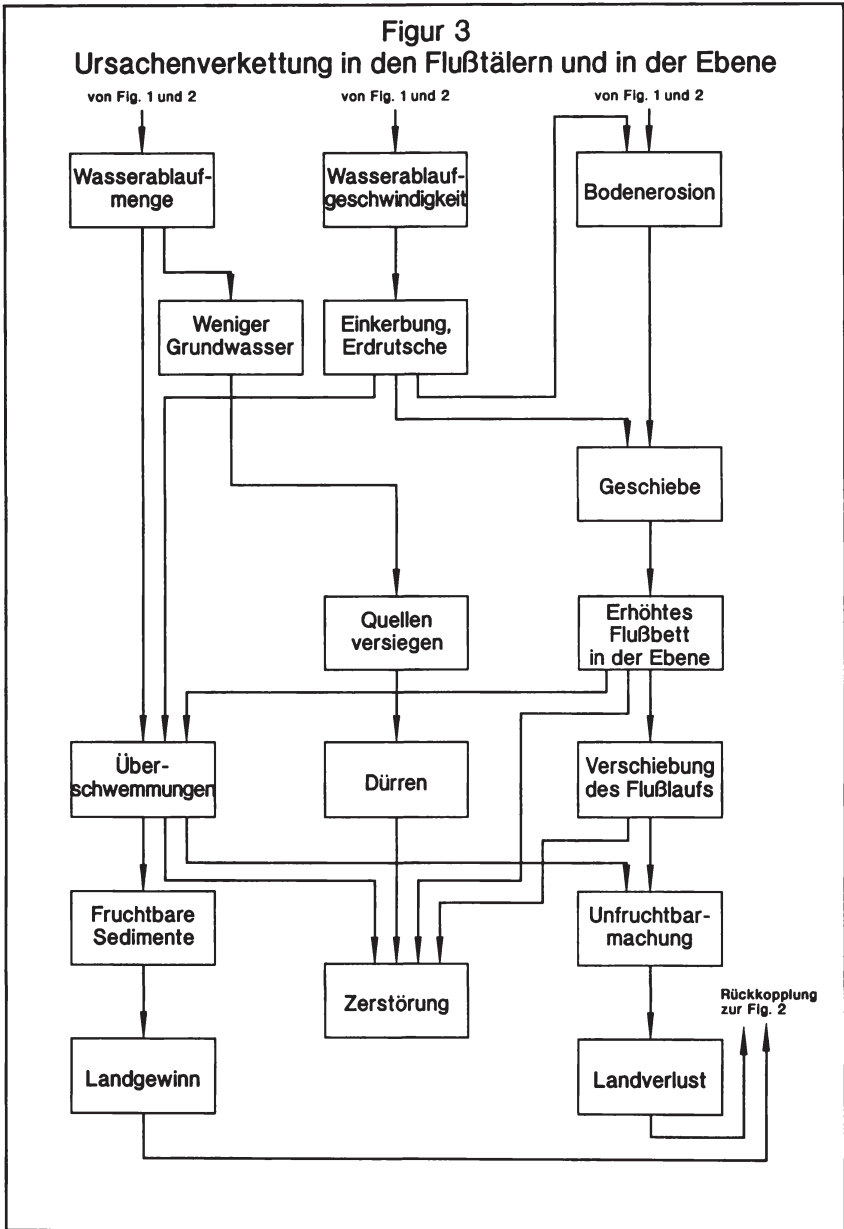 Figur 3
Ursachenverkettung in den Flußtälern und in der Ebene
von Fig. 1 und 2
von Fig. 1 und 2
von Fig. 1 und 2
Wasserablauf-
menge
Wasserablauf-
geschwindigkeit
Bodenerosion
Weniger
Grundwasser
Einkerbung,
Erdrutsche
Geschiebe
Quellen
versiegen
Erhöhtes
Flußbett
in der Ebene
Über-
schwemmungen
Dürren
Verschiebung
des Flußlaufs
Fruchtbare
Sedimente
Zerstörung
Unfruchtbar-
machung
Rückkopplung
zur Fig. 2
Landgewinn
Landverlust